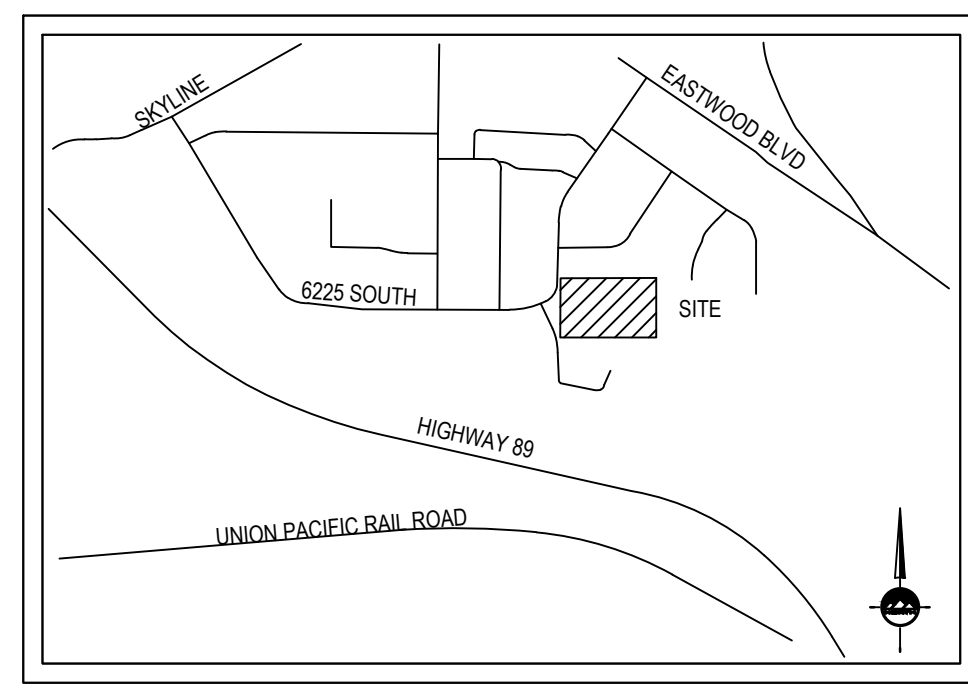 SKYLINE
EASTWOOD BLVD
6225 SOUTH
SITE
HIGHWAY 89
UNION PACIFIC RAIL ROAD